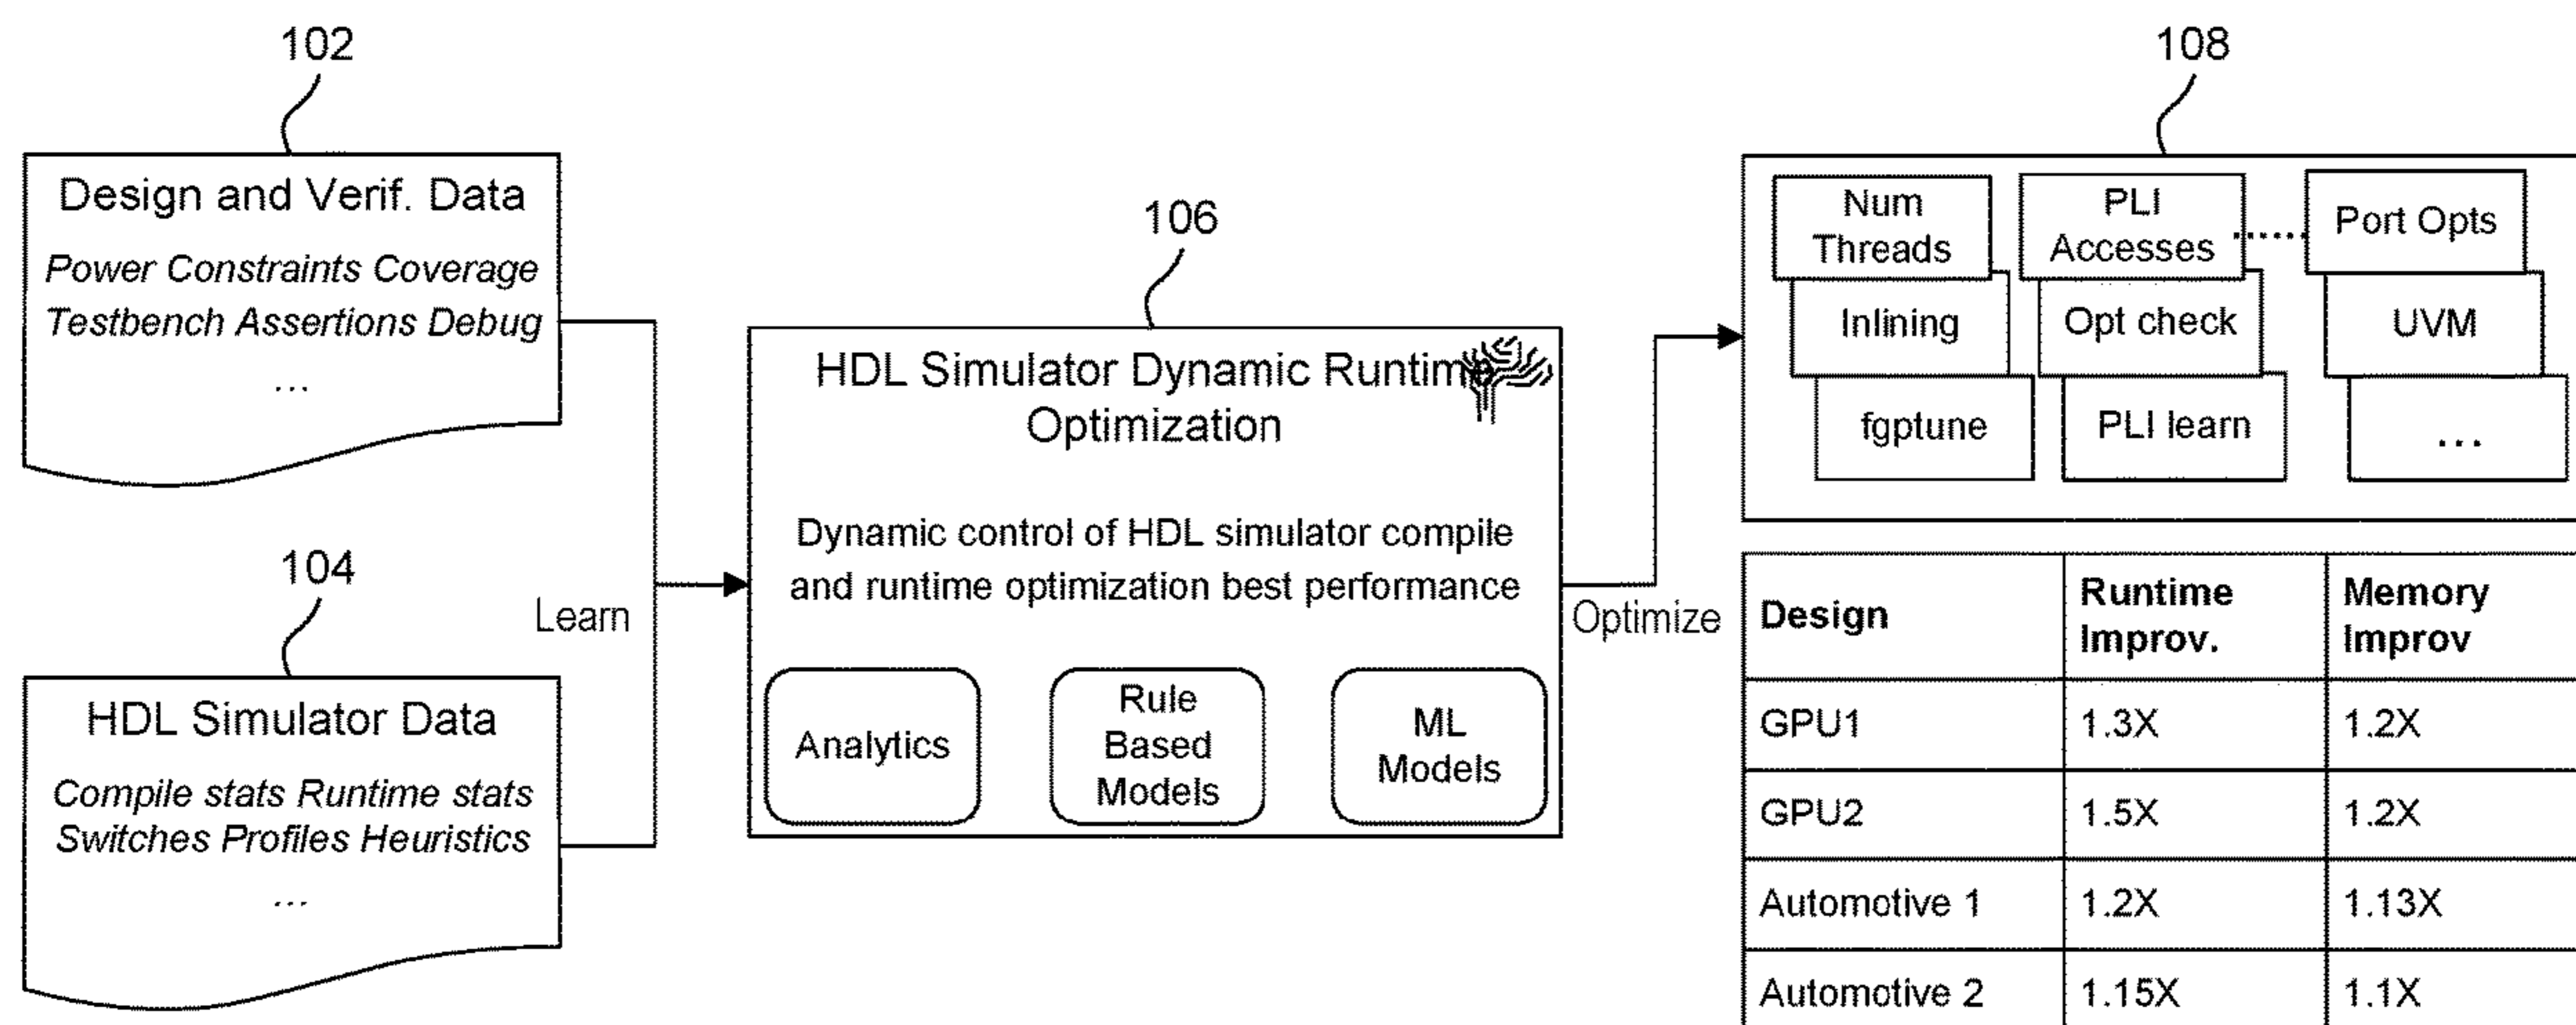 102
Design and Verif. Data
Power Constraints Coverage
Testbench Assertions Debug
...
104
HDL Simulator Data
Compile stats Runtime stats
Switches Profiles Heuristics
...
Learn
106
HDL Simulator Dynamic Runtime
Optimization
Dynamic control of HDL simulator compile
and runtime optimization best performance
Analytics
Rule
Based
Models
ML
Models
Optimize
108
Num
Threads
Inlining
fgptune
PLI
Accesses
Opt check
PLI learn
Port Opts
UVM
...
Design
Runtime
Improv.
Memory
Improv
GPU1
1.3X
1.2X
GPU2
1.5X
1.2X
Automotive 1
1.2X
1.13X
Automotive 2
1.15X
1.1X